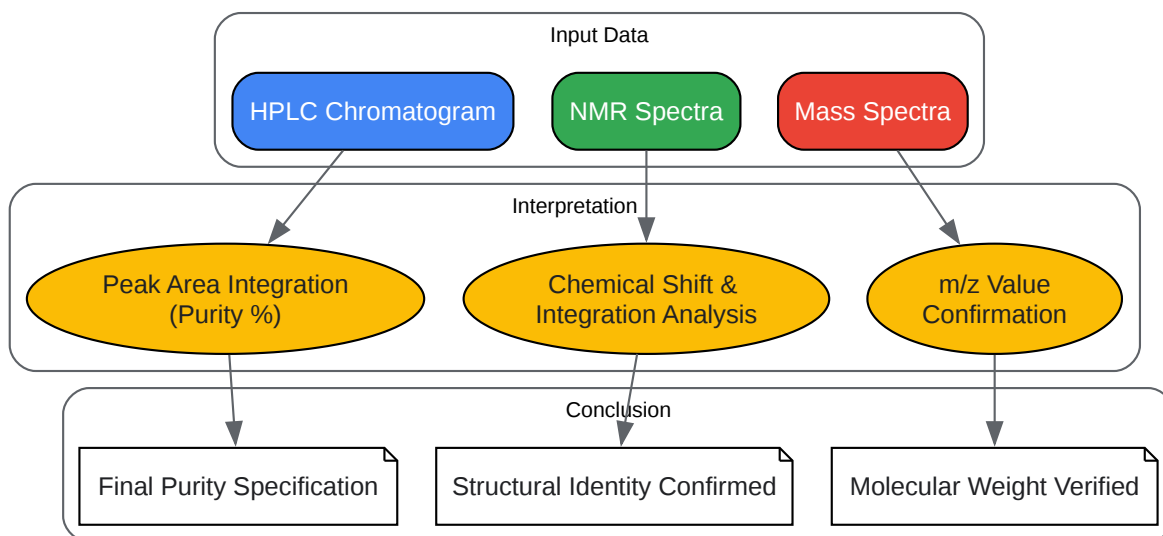 Input Data
HPLC Chromatogram
NMR Spectra
Mass Spectra
Interpretation
Peak Area Integration
(Purity %)
Chemical Shift &
Integration Analysis
m/z Value
Confirmation
Conclusion
Final Purity Specification
Structural Identity Confirmed
Molecular Weight Verified